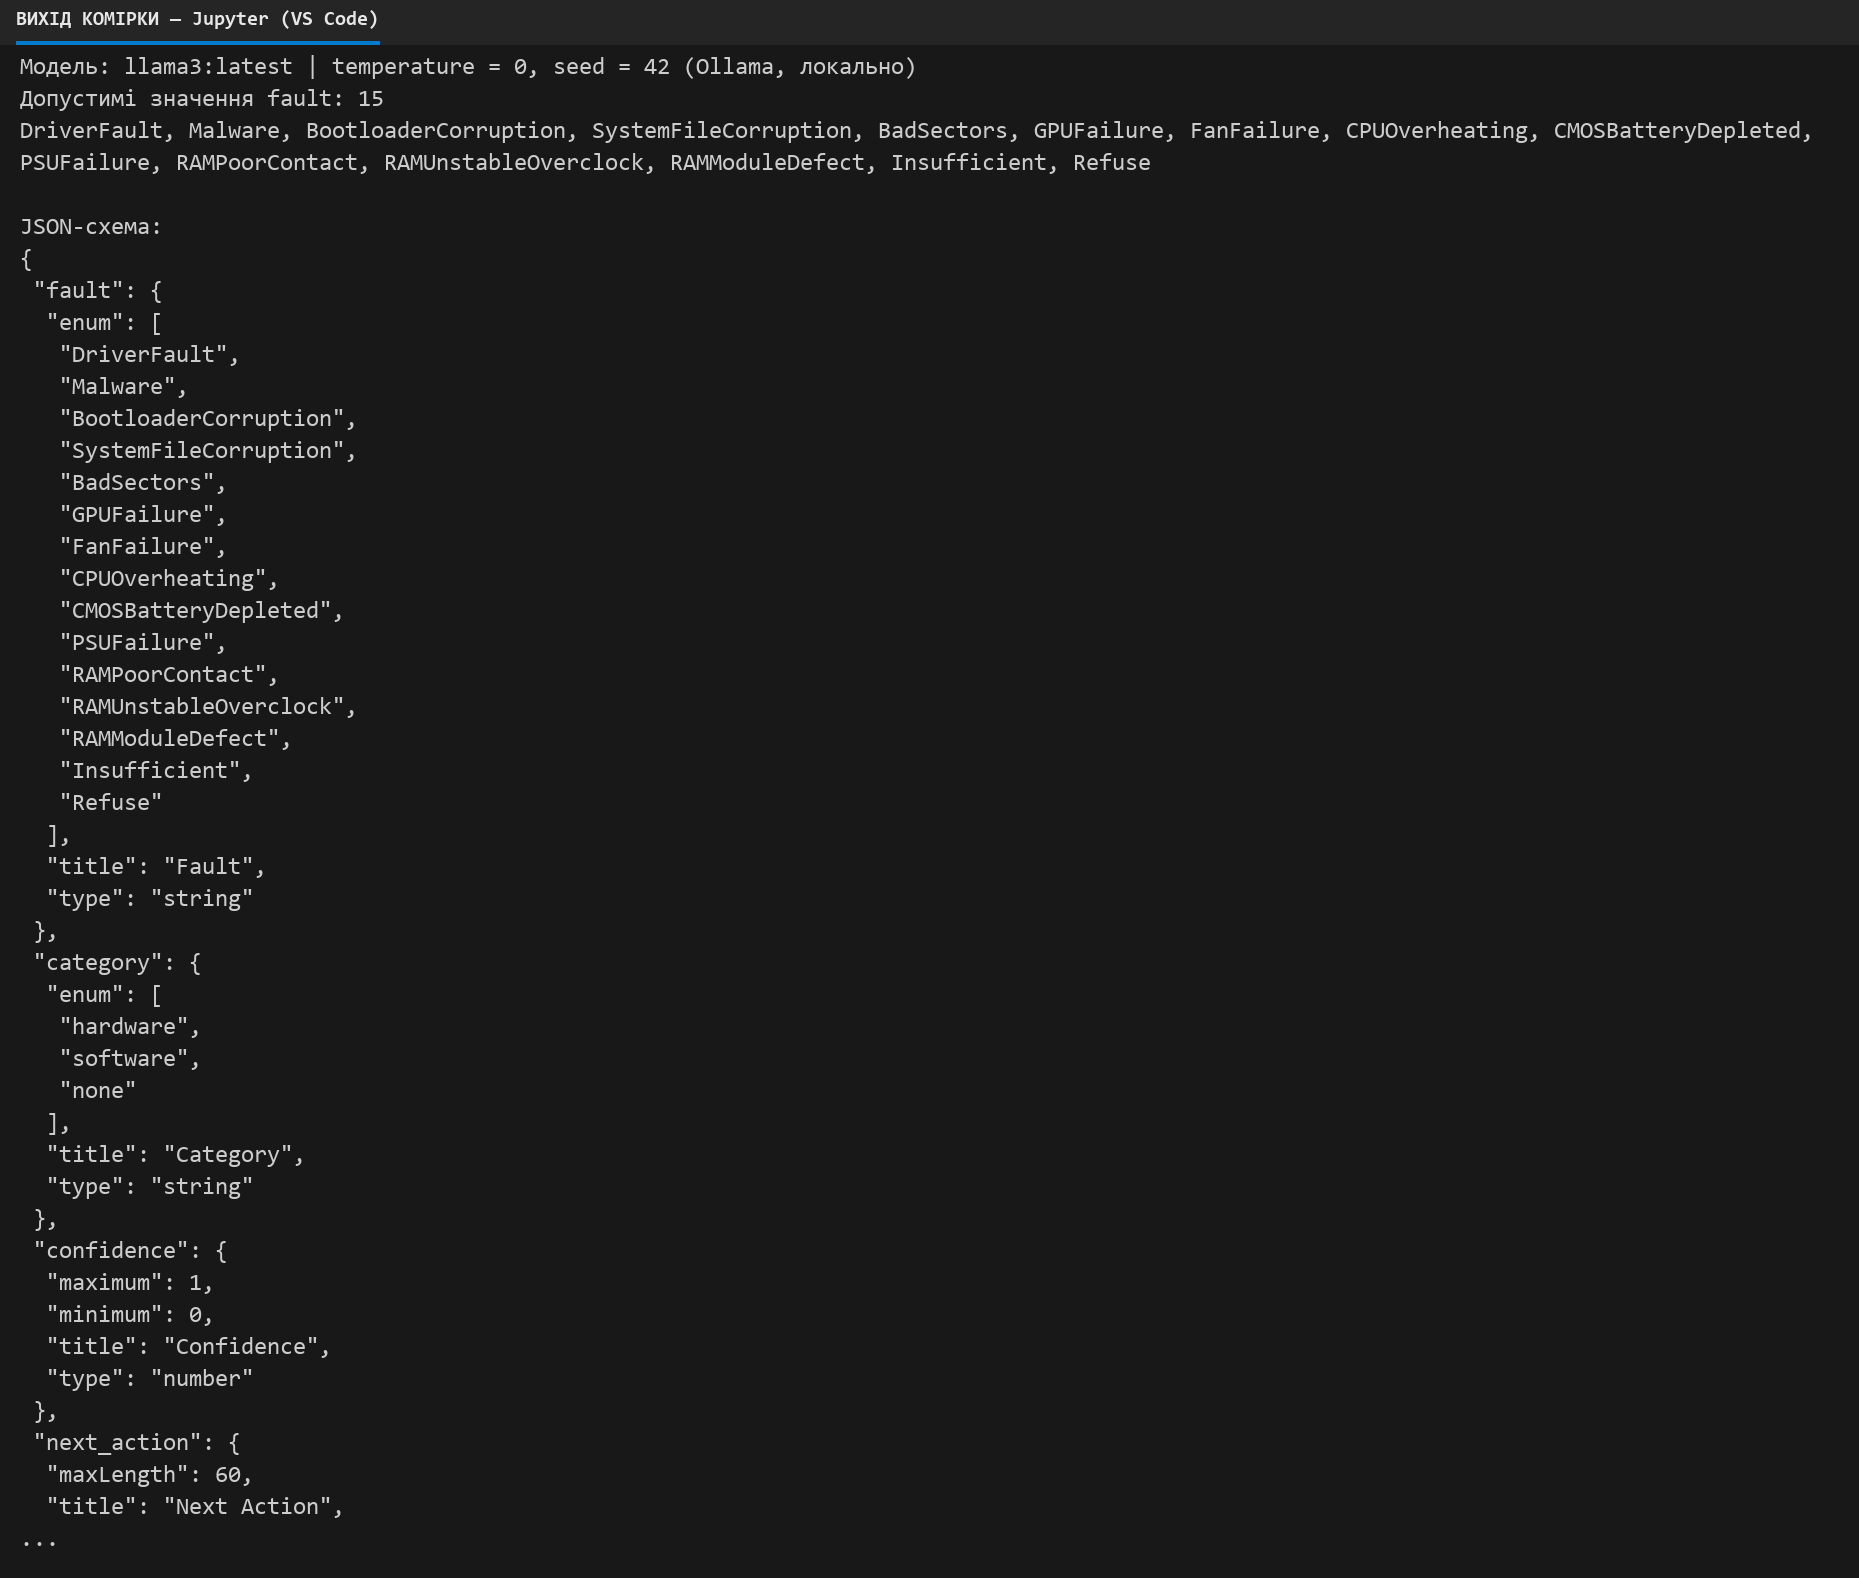 ВИХІД КОМІРКИ — Jupyter (VS Code)
Модель: llama3:latest | temperature = 0, seed = 42 (Ollama, локально)
Допустимі значення fault: 15
DriverFault, Malware, BootloaderCorruption, SystemFileCorruption, BadSectors, GPUFailure, FanFailure, CPUOverheating, CMOSBatteryDepleted,
PSUFailure, RAMPoorContact, RAMUnstableOverclock, RAMModuleDefect, Insufficient, Refuse

JSON-схема:
{
 "fault": {
  "enum": [
   "DriverFault",
   "Malware",
   "BootloaderCorruption",
   "SystemFileCorruption",
   "BadSectors",
   "GPUFailure",
   "FanFailure",
   "CPUOverheating",
   "CMOSBatteryDepleted",
   "PSUFailure",
   "RAMPoorContact",
   "RAMUnstableOverclock",
   "RAMModuleDefect",
   "Insufficient",
   "Refuse"
  ],
  "title": "Fault",
  "type": "string"
 },
 "category": {
  "enum": [
   "hardware",
   "software",
   "none"
  ],
  "title": "Category",
  "type": "string"
 },
 "confidence": {
  "maximum": 1,
  "minimum": 0,
  "title": "Confidence",
  "type": "number"
 },
 "next_action": {
  "maxLength": 60,
  "title": "Next Action",
...